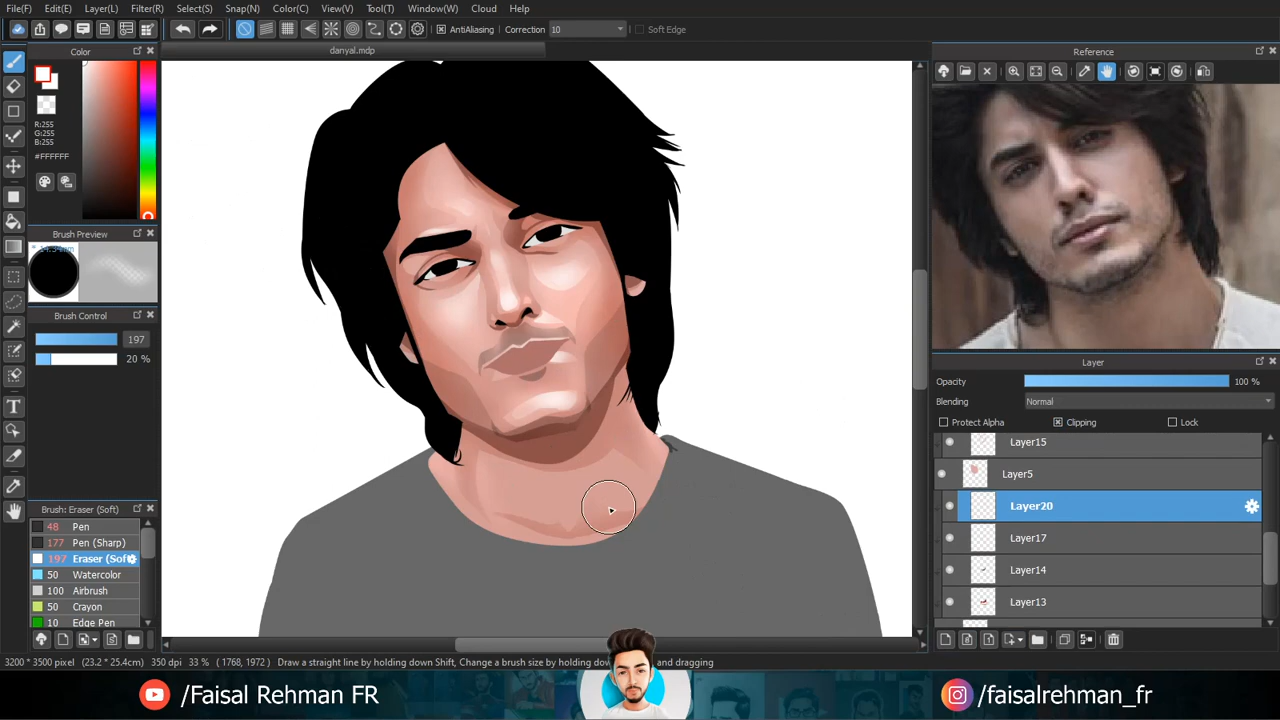 File(F) Edit(E) Layer(L) Filter(R) Select(S) Snap(N) Color(C) View(V) Tool(T) Window(W) Cloud Help
AntiAliasing Correction 10 Soft Edge
danyal.mdp
Color
R:255
G:255
B:255
#FFFFFF
Brush Preview
Brush Control
197
20 %
Brush: Eraser (Soft)
48 Pen
177 Pen (Sharp)
197 Eraser (Sof
50 Watercolor
100 Airbrush
50 Crayon
10 Edge Pen
Reference
Layer
Opacity 100 %
Blending Normal
Protect Alpha Clipping Lock
Layer15
Layer5
Layer20
Layer17
Layer14
Layer13
3200 * 3500 pixel (23.2 * 25.4cm) 350 dpi 33 % ( 1768, 1972 ) Draw a straight line by holding down Shift, Change a brush size by holding dow and dragging)
/Faisal Rehman FR
/faisalrehman_fr